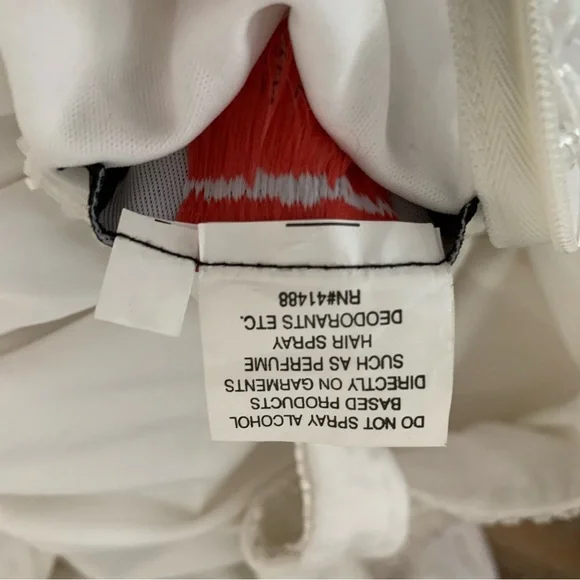 DO NOT SPRAY ALCOHOL
BASED PRODUCTS
DIRECTLY ON GARMENTS
SUCH AS PERFUME
HAIR SPRAY
DEODORANTS ETC.
RN#41488